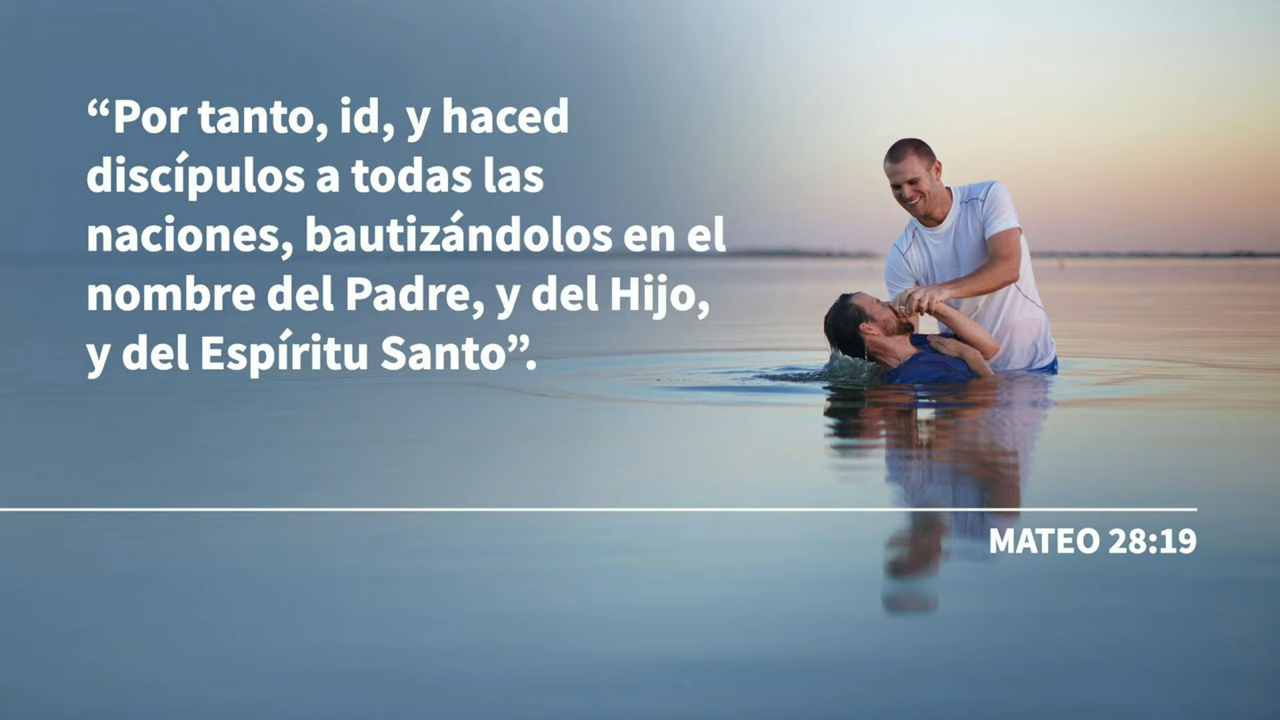 “Por tanto, id, y haced
discípulos a todas las
naciones, bautizándolos en el
nombre del Padre, y del Hijo,
y del Espíritu Santo”.
MATEO 28:19